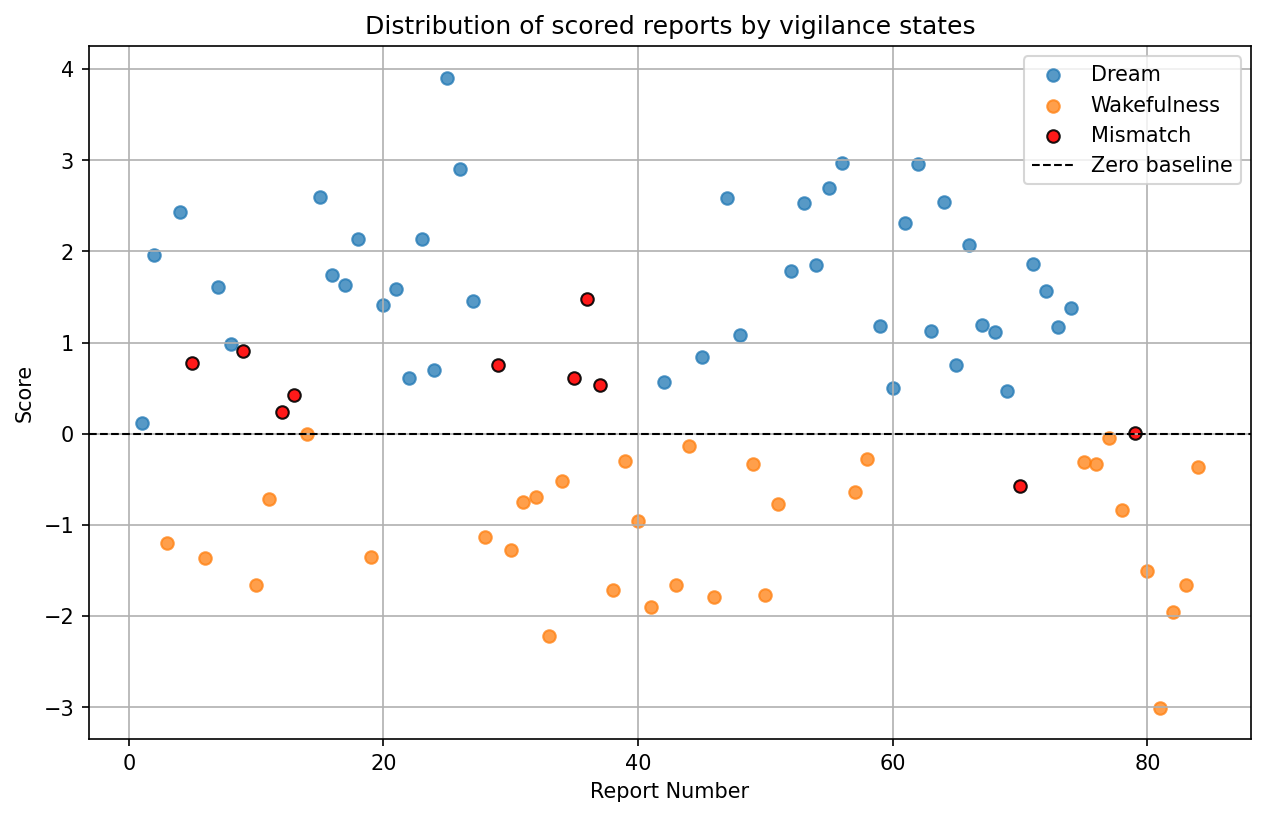 Distribution of scored reports by vigilance states
Dream
Wakefulness
Mismatch
Zero baseline
Score
4
3
2
1
0
−1
−2
−3
0 20 40 60 80
Report Number